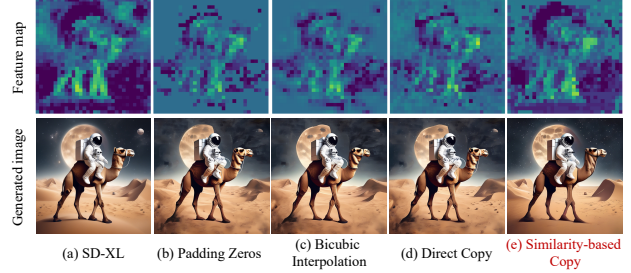 Feature map
Generated image
(a) SD-XL
(b) Padding Zeros
(c) Bicubic
Interpolation
(d) Direct Copy
(e) Similarity-based
Copy